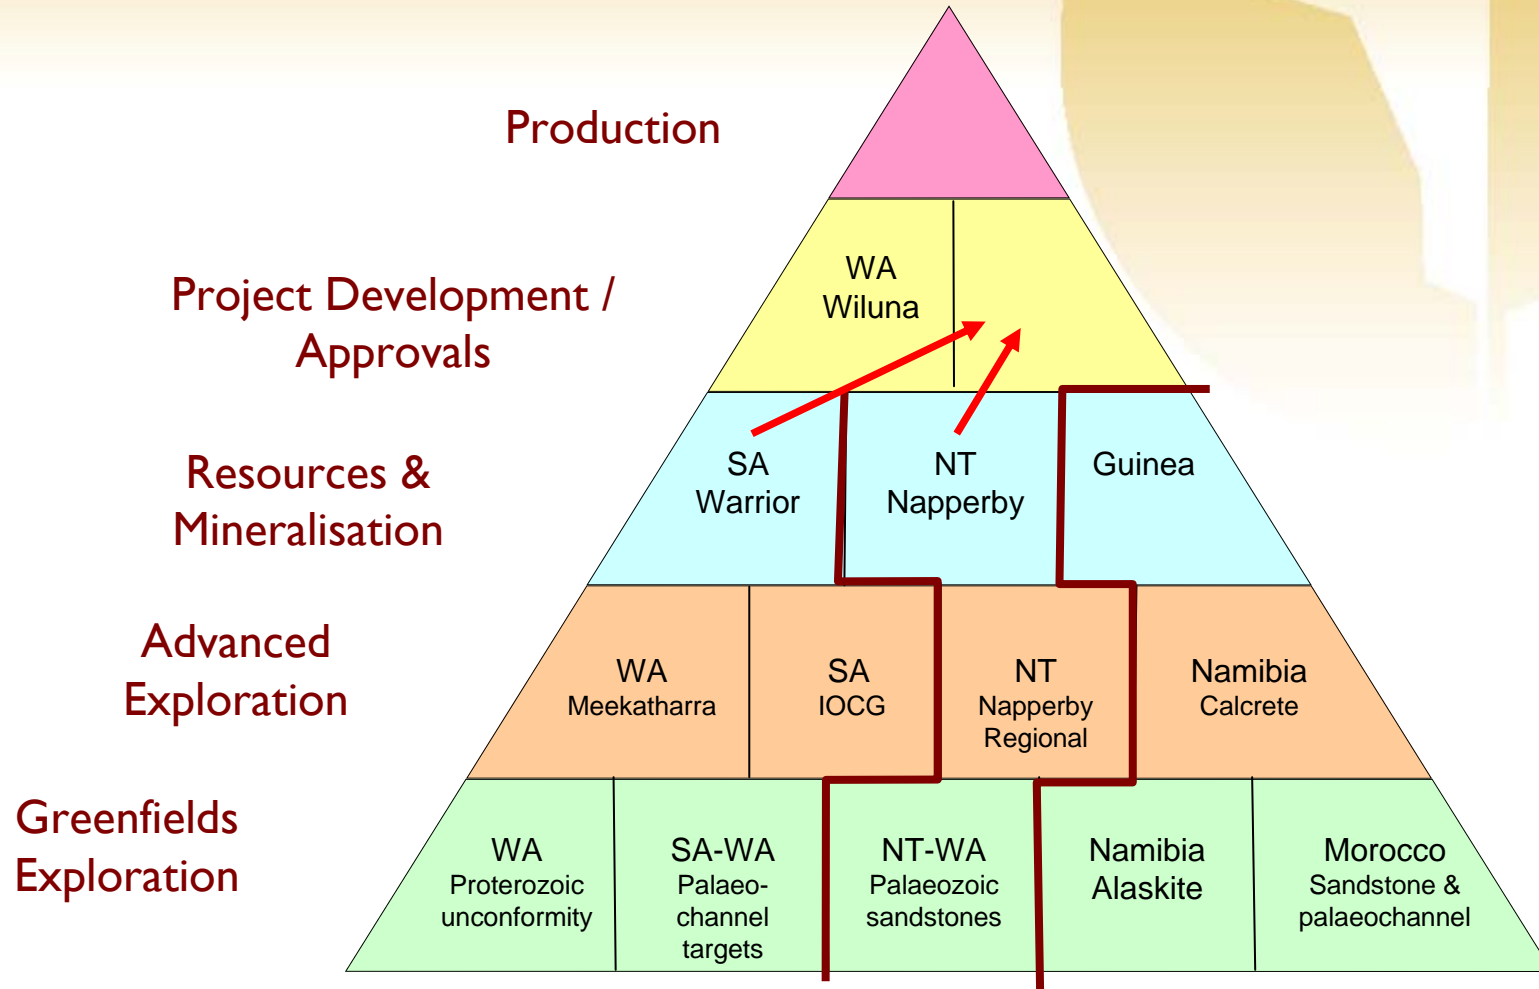 Production
Project Development /
Approvals
WA
Wiluna
Resources &
Mineralisation
SA
Warrior
NT
Napperby
Guinea
Advanced
Exploration
WA
Meekatharra
SA
IOCG
NT
Napperby
Regional
Namibia
Calcrete
Greenfields
Exploration
WA
Proterozoic
unconformity
SA-WA
Palaeo-
channel
targets
NT-WA
Palaeozoic
sandstones
Namibia
Alaskite
Morocco
Sandstone &
palaeochannel